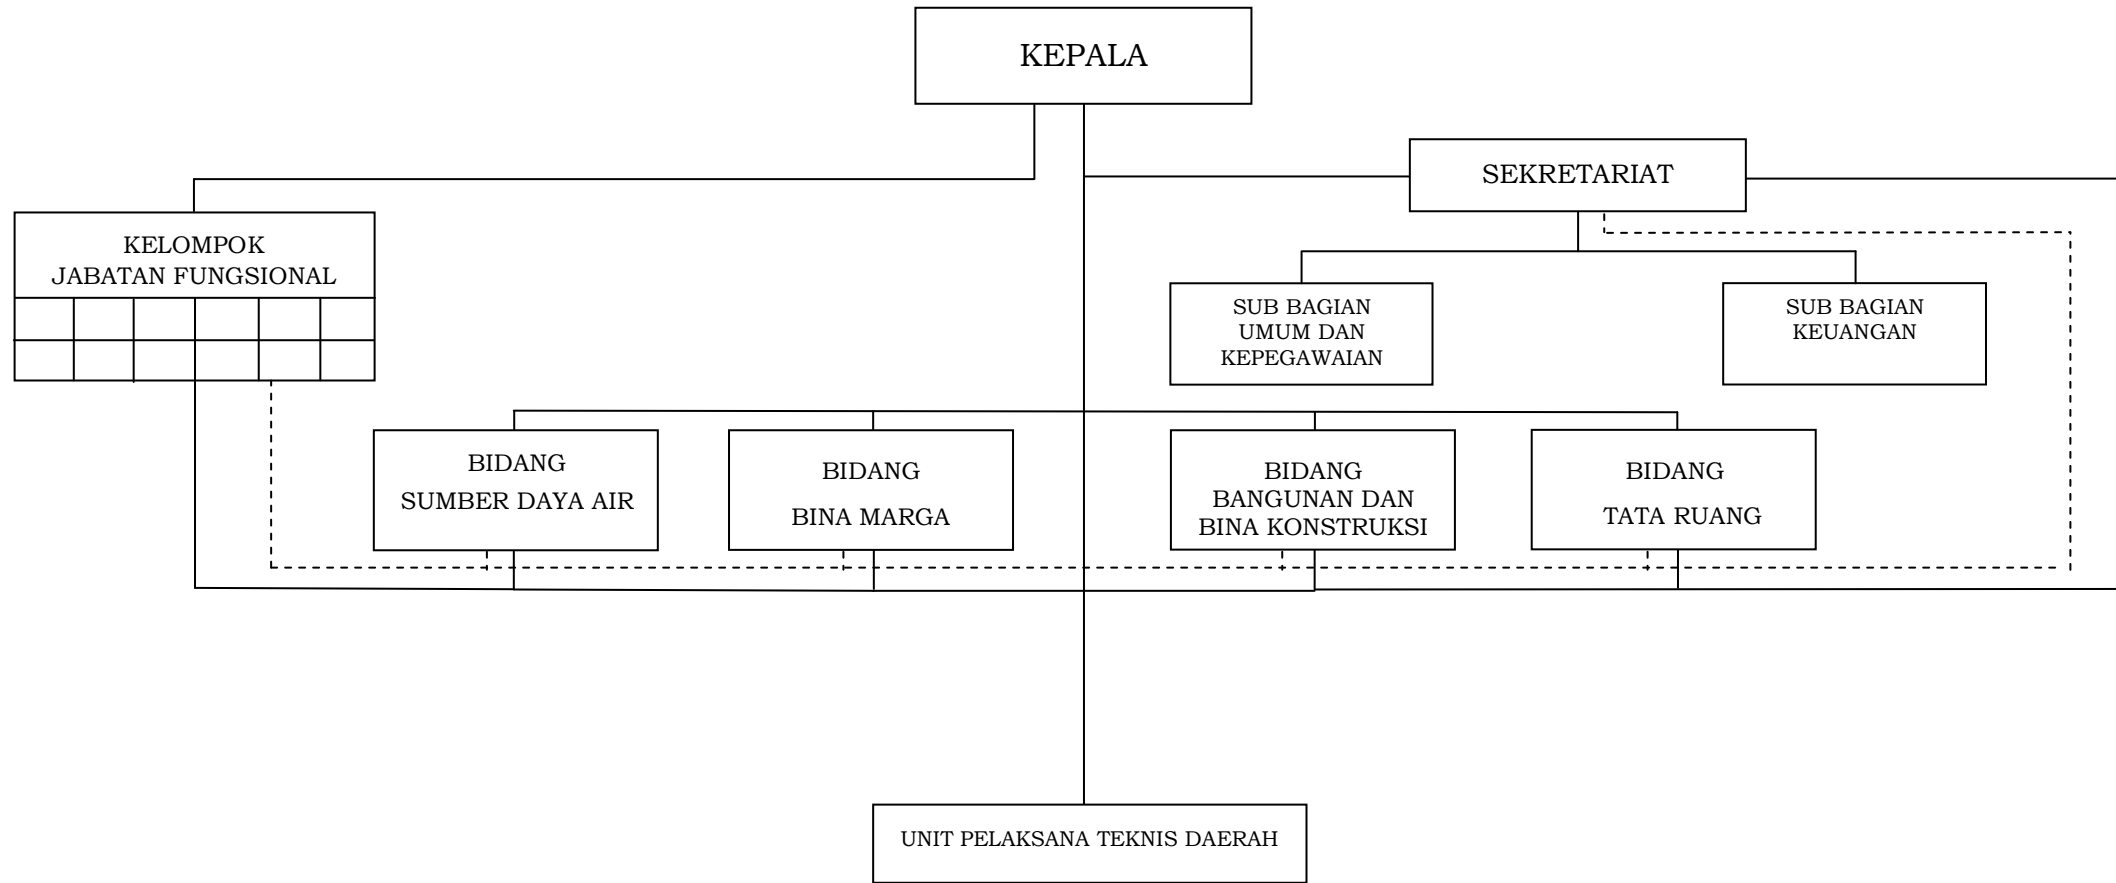 KEPALA
SEKRETARIAT
KELOMPOK
JABATAN FUNGSIONAL
SUB BAGIAN
UMUM DAN
KEPEGAWAIAN
SUB BAGIAN
KEUANGAN
BIDANG
SUMBER DAYA AIR
BIDANG
BINA MARGA
BIDANG
BANGUNAN DAN
BINA KONSTRUKSI
BIDANG
TATA RUANG
UNIT PELAKSANA TEKNIS DAERAH